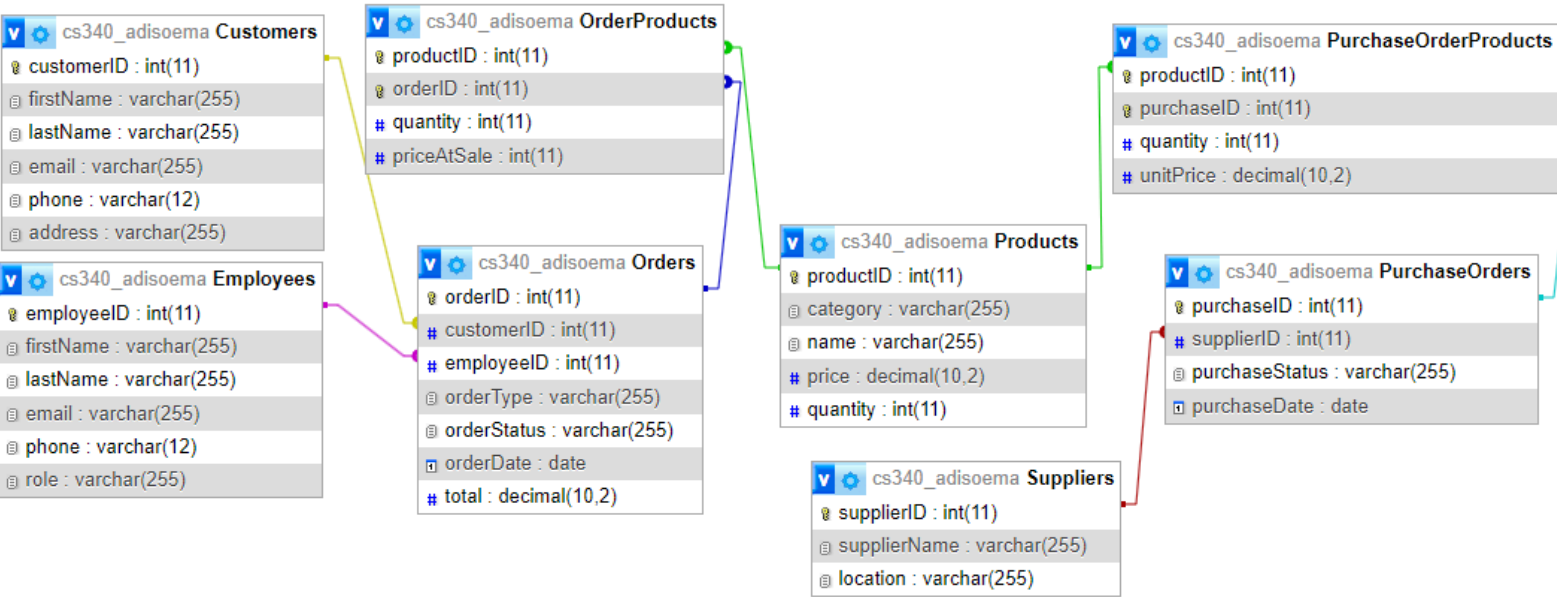 cs340_adisoema Customers
customerID : int(11)
firstName : varchar(255)
lastName : varchar(255)
email : varchar(255)
phone : varchar(12)
address : varchar(255)
cs340_adisoema Employees
employeeID : int(11)
firstName : varchar(255)
lastName : varchar(255)
email : varchar(255)
phone : varchar(12)
role : varchar(255)
cs340_adisoema OrderProducts
productID : int(11)
orderID : int(11)
# quantity : int(11)
# priceAtSale : int(11)
cs340_adisoema Orders
orderID : int(11)
# customerID : int(11)
# employeeID : int(11)
orderType : varchar(255)
orderStatus : varchar(255)
orderDate : date
# total : decimal(10,2)
cs340_adisoema Products
productID : int(11)
category : varchar(255)
name : varchar(255)
# price : decimal(10,2)
# quantity : int(11)
cs340_adisoema Suppliers
supplierID : int(11)
supplierName : varchar(255)
location : varchar(255)
cs340_adisoema PurchaseOrderProducts
productID : int(11)
purchaseID : int(11)
# quantity : int(11)
# unitPrice : decimal(10,2)
cs340_adisoema PurchaseOrders
purchaseID : int(11)
# supplierID : int(11)
purchaseStatus : varchar(255)
purchaseDate : date